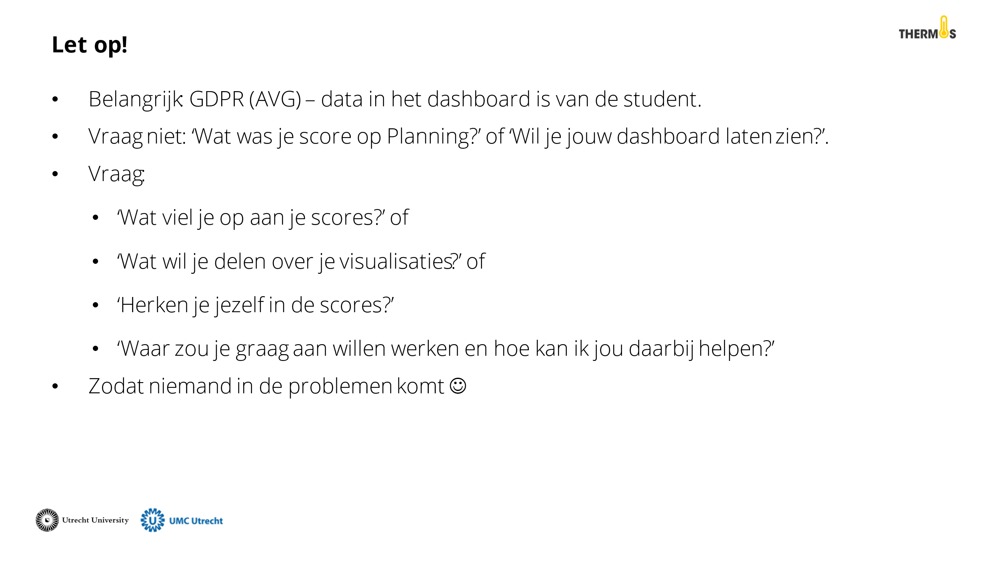 THERMOS
Let op!
• Belangrijk: GDPR (AVG) – data in het dashboard is van de student.
• Vraag niet: ‘Wat was je score op Planning?’ of ‘Wil je jouw dashboard laten zien?’.
• Vraag:
• ‘Wat viel je op aan je scores?’ of
• ‘Wat wil je delen over je visualisaties?’ of
• ‘Herken je jezelf in de scores?’
• ‘Waar zou je graag aan willen werken en hoe kan ik jou daarbij helpen?’
• Zodat niemand in de problemen komt ☺
Utrecht University
U UMC Utrecht